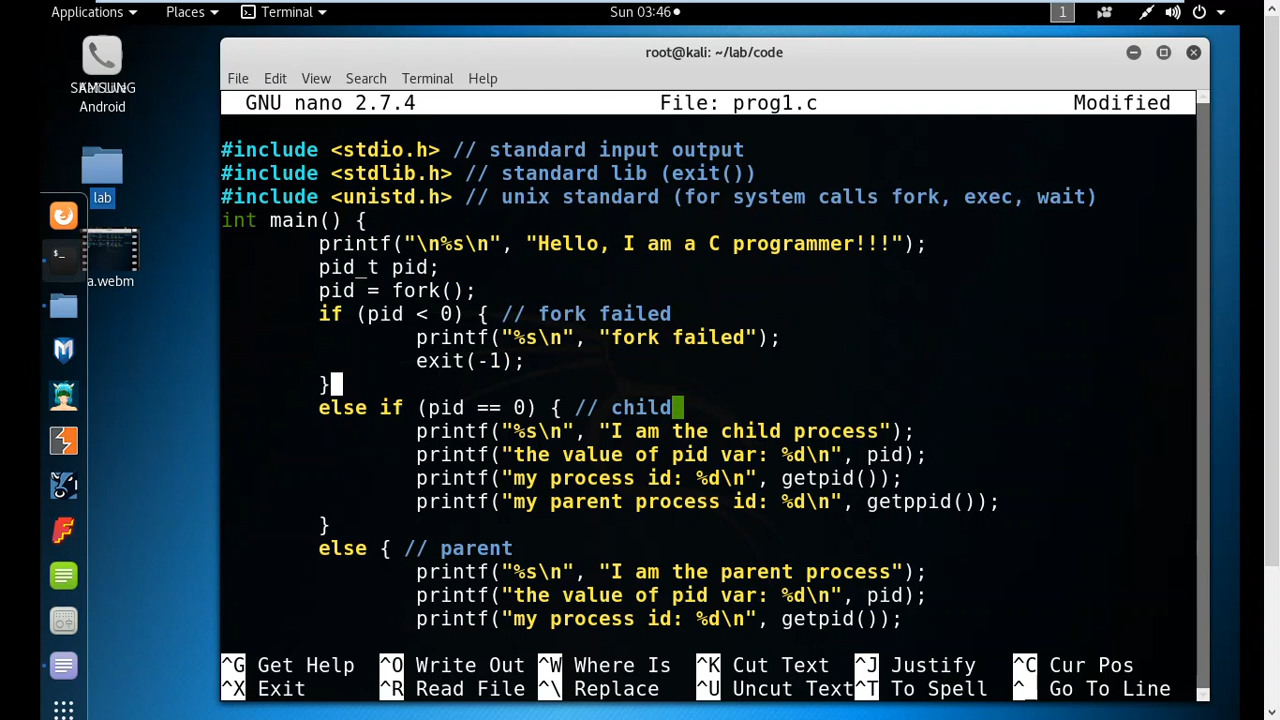 Applications Places Terminal Sun 03:46 1
root@kali: ~/lab/code
File Edit View Search Terminal Help
GNU nano 2.7.4 File: prog1.c Modified
#include <stdio.h> // standard input output
#include <stdlib.h> // standard lib (exit())
#include <unistd.h> // unix standard (for system calls fork, exec, wait)
int main() {
printf("\n%s\n", "Hello, I am a C programmer!!!");
pid_t pid;
pid = fork();
if (pid < 0) { // fork failed
printf("%s\n", "fork failed");
exit(-1);
}
else if (pid == 0) { // child
printf("%s\n", "I am the child process");
printf("the value of pid var: %d\n", pid);
printf("my process id: %d\n", getpid());
printf("my parent process id: %d\n", getppid());
}
else { // parent
printf("%s\n", "I am the parent process");
printf("the value of pid var: %d\n", pid);
printf("my process id: %d\n", getpid());
^G Get Help ^O Write Out ^W Where Is ^K Cut Text ^J Justify ^C Cur Pos
^X Exit ^R Read File ^\ Replace ^U Uncut Text ^T To Spell ^_ Go To Line
SAMSUNG
Android
lab
a.webm